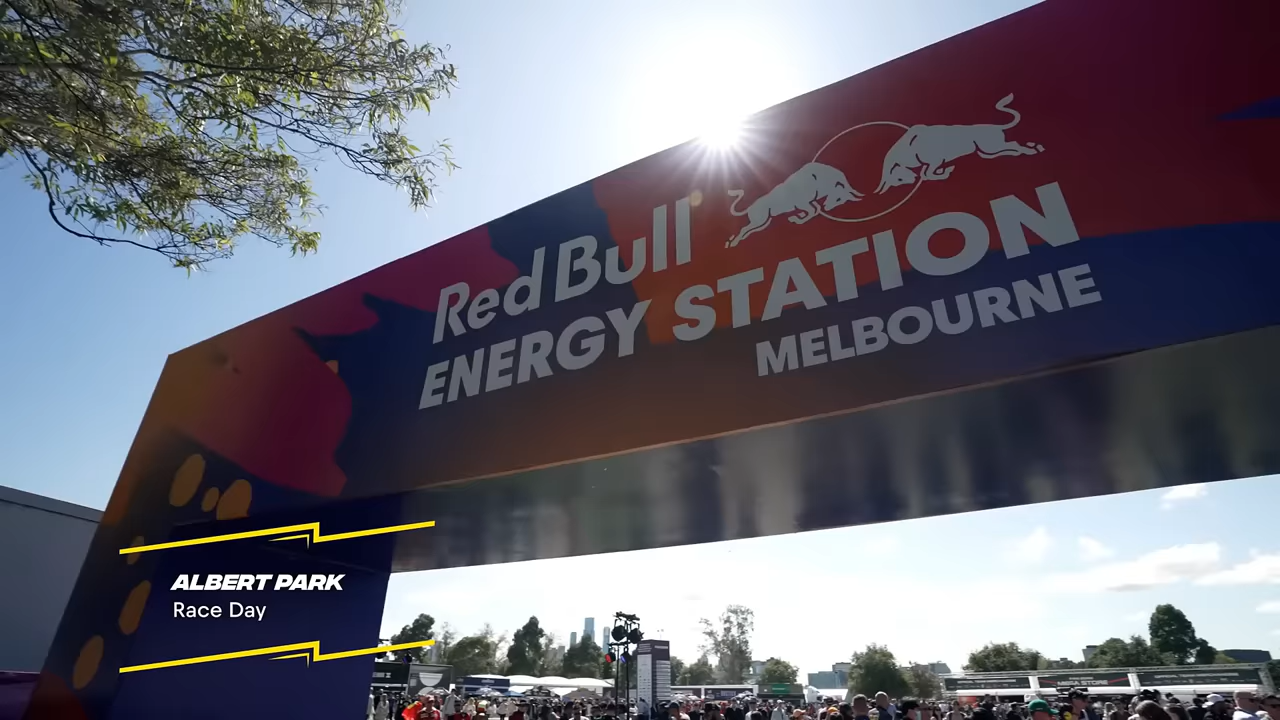 Red Bull
ENERGY STATION
MELBOURNE
ALBERT PARK
Race Day